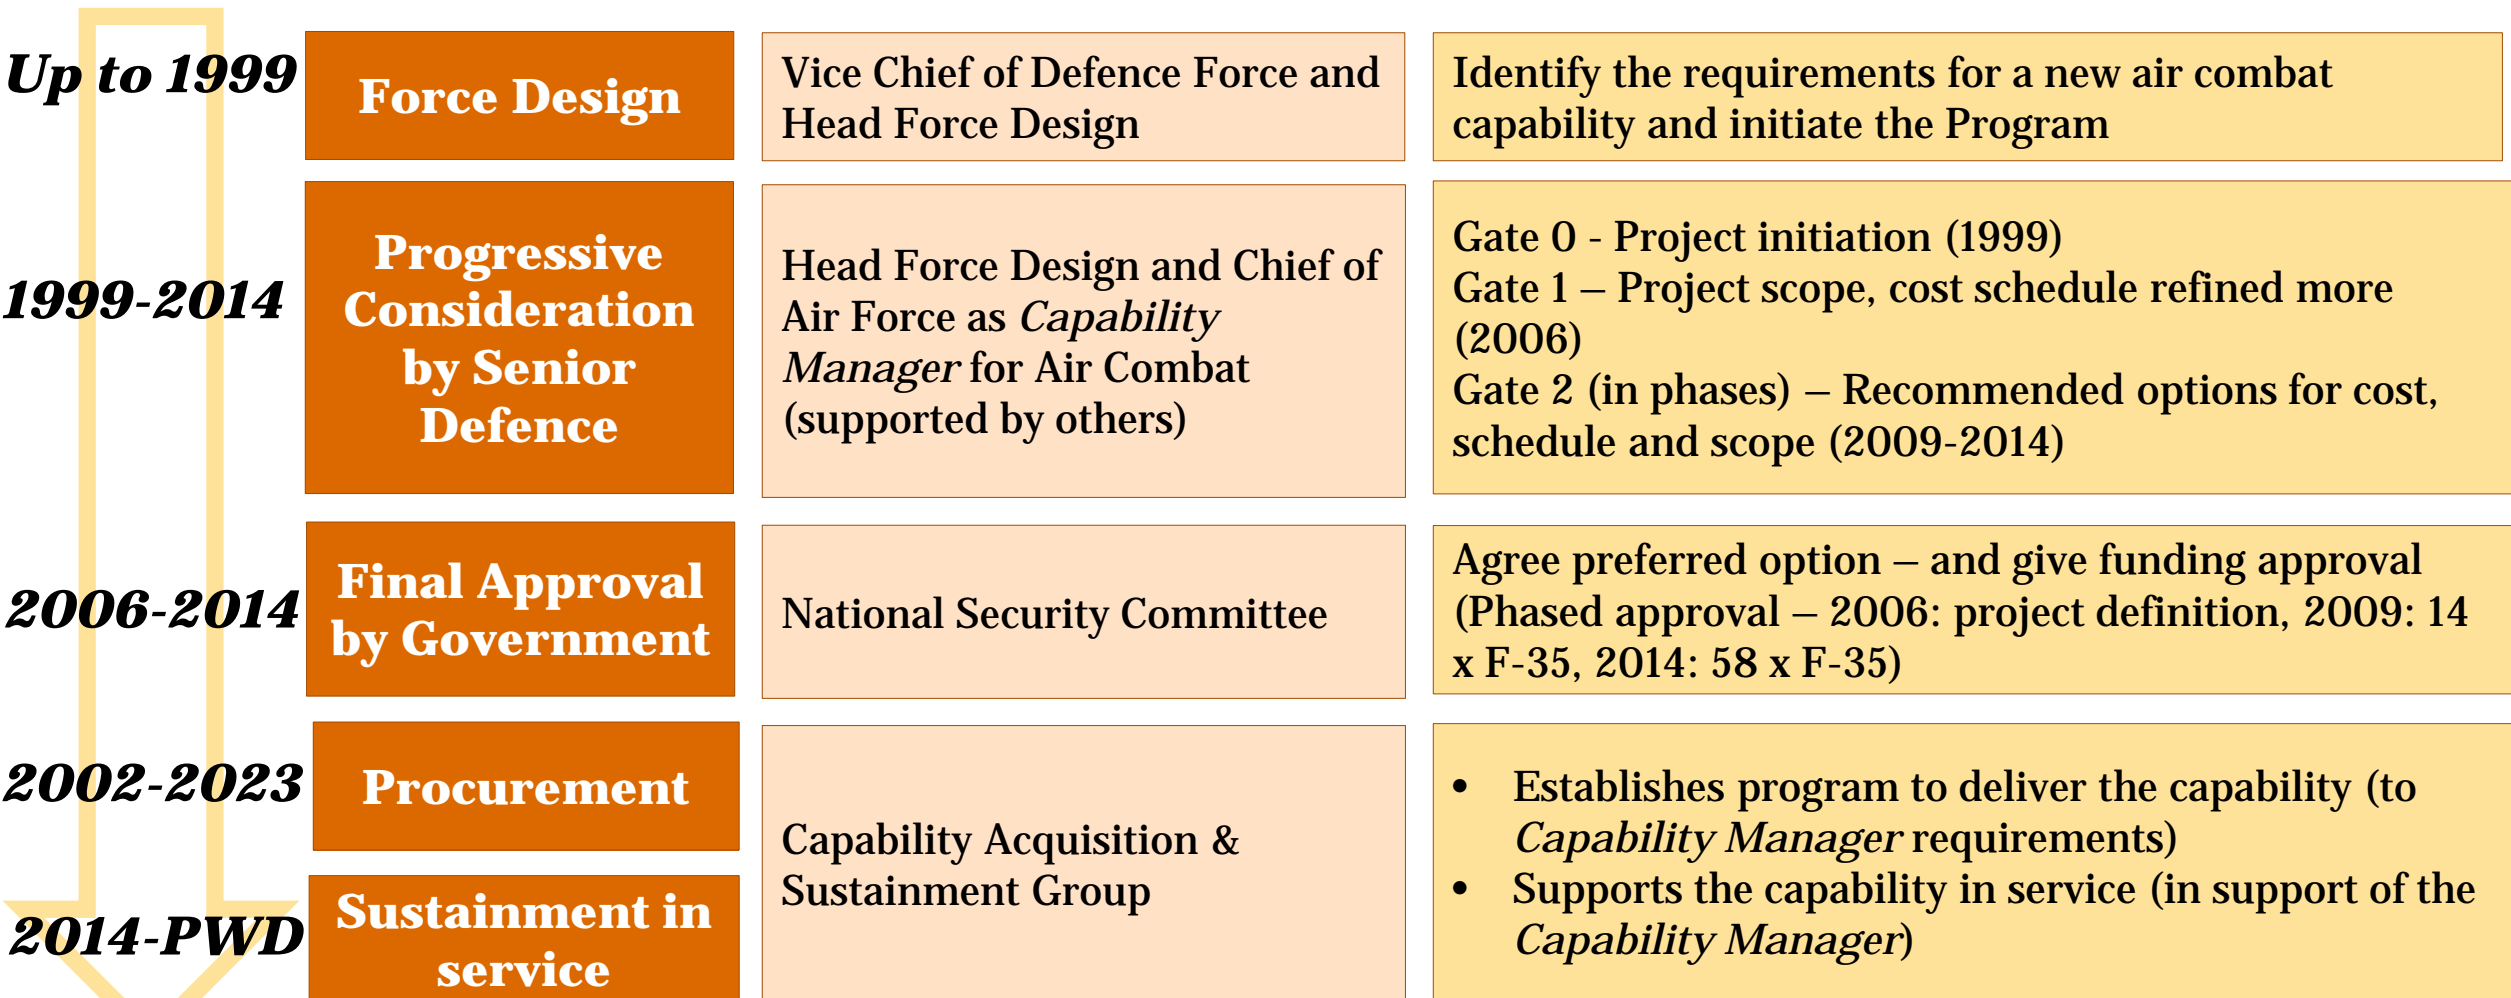 Up to 1999
Force Design
Vice Chief of Defence Force and
Head Force Design
Identify the requirements for a new air combat
capability and initiate the Program
1999-2014
Progressive
Consideration
by Senior
Defence
Head Force Design and Chief of
Air Force as Capability
Manager for Air Combat
(supported by others)
Gate 0 - Project initiation (1999)
Gate 1 – Project scope, cost schedule refined more
(2006)
Gate 2 (in phases) – Recommended options for cost,
schedule and scope (2009-2014)
2006-2014
Final Approval
by Government
National Security Committee
Agree preferred option – and give funding approval
(Phased approval – 2006: project definition, 2009: 14
x F-35, 2014: 58 x F-35)
2002-2023
Procurement
2014-PWD
Sustainment in
service
Capability Acquisition &
Sustainment Group
• Establishes program to deliver the capability (to
Capability Manager requirements)
• Supports the capability in service (in support of the
Capability Manager)